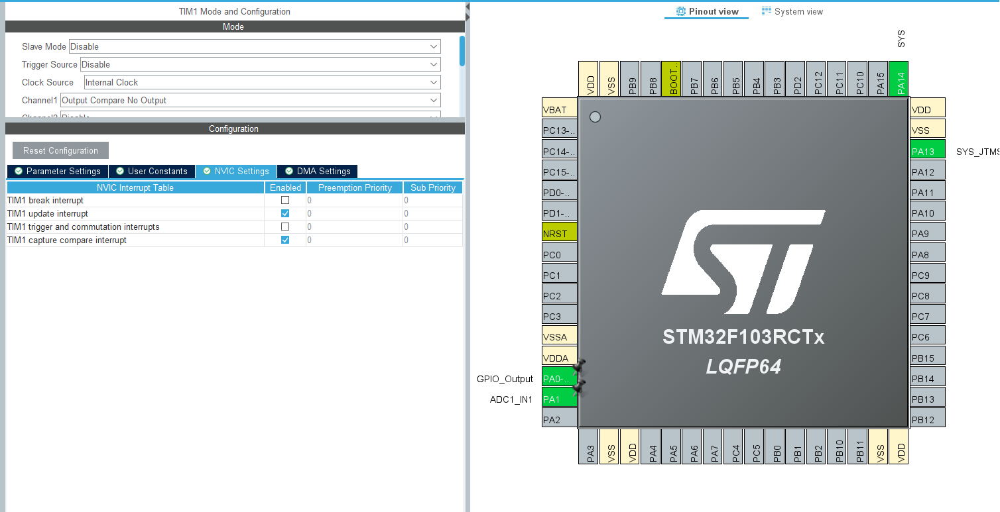 TIM1 Mode and Configuration
Mode
Slave Mode Disable
Trigger Source Disable
Clock Source Internal Clock
Channel1 Output Compare No Output
Channel2 Disable
Configuration
Reset Configuration
Parameter Settings User Constants NVIC Settings DMA Settings
NVIC Interrupt Table Enabled Preemption Priority Sub Priority
TIM1 break interrupt 0 0
TIM1 update interrupt 0 0
TIM1 trigger and commutation interrupts 0 0
TIM1 capture compare interrupt 0 0
Pinout view System view
SYS
VDD VSS PB9 PB8 BOOT.. PB7 PB6 PB5 PB4 PB3 PD2 PC12 PC11 PC10 PA15 PA14
VBAT
PC13-..
PC14-..
PC15-..
PD0-..
PD1-..
NRST
PC0
PC1
PC2
PC3
VSSA
VDDA
GPIO_Output PA0-..
ADC1_IN1 PA1
PA2
ST
STM32F103RCTx
LQFP64
VDD
VSS
PA13 SYS_JTMS
PA12
PA11
PA10
PA9
PA8
PC9
PC8
PC7
PC6
PB15
PB14
PB13
PB12
PA3 VSS VDD PA4 PA5 PA6 PA7 PC4 PC5 PB0 PB1 PB2 PB10 PB11 VSS VDD